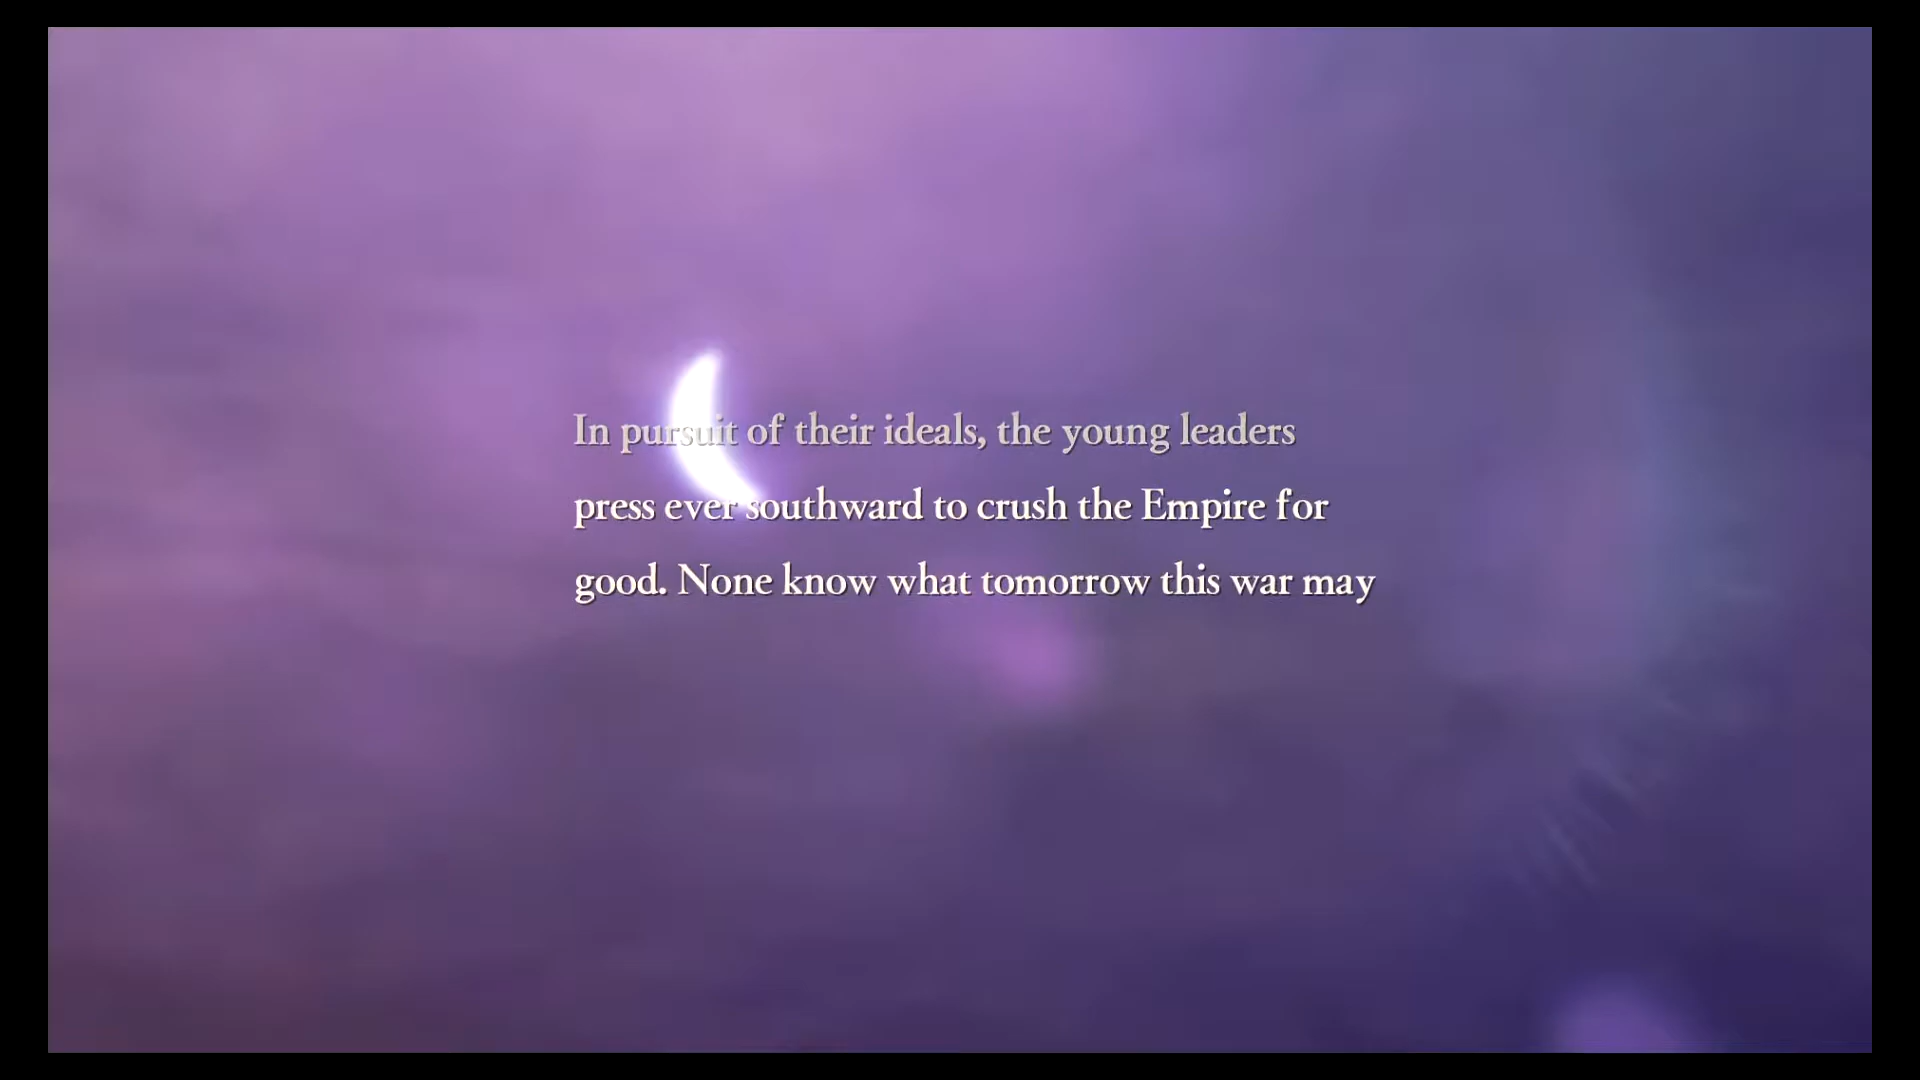 In pursuit of their ideals, the young leaders
press ever southward to crush the Empire for
good. None know what tomorrow this war may